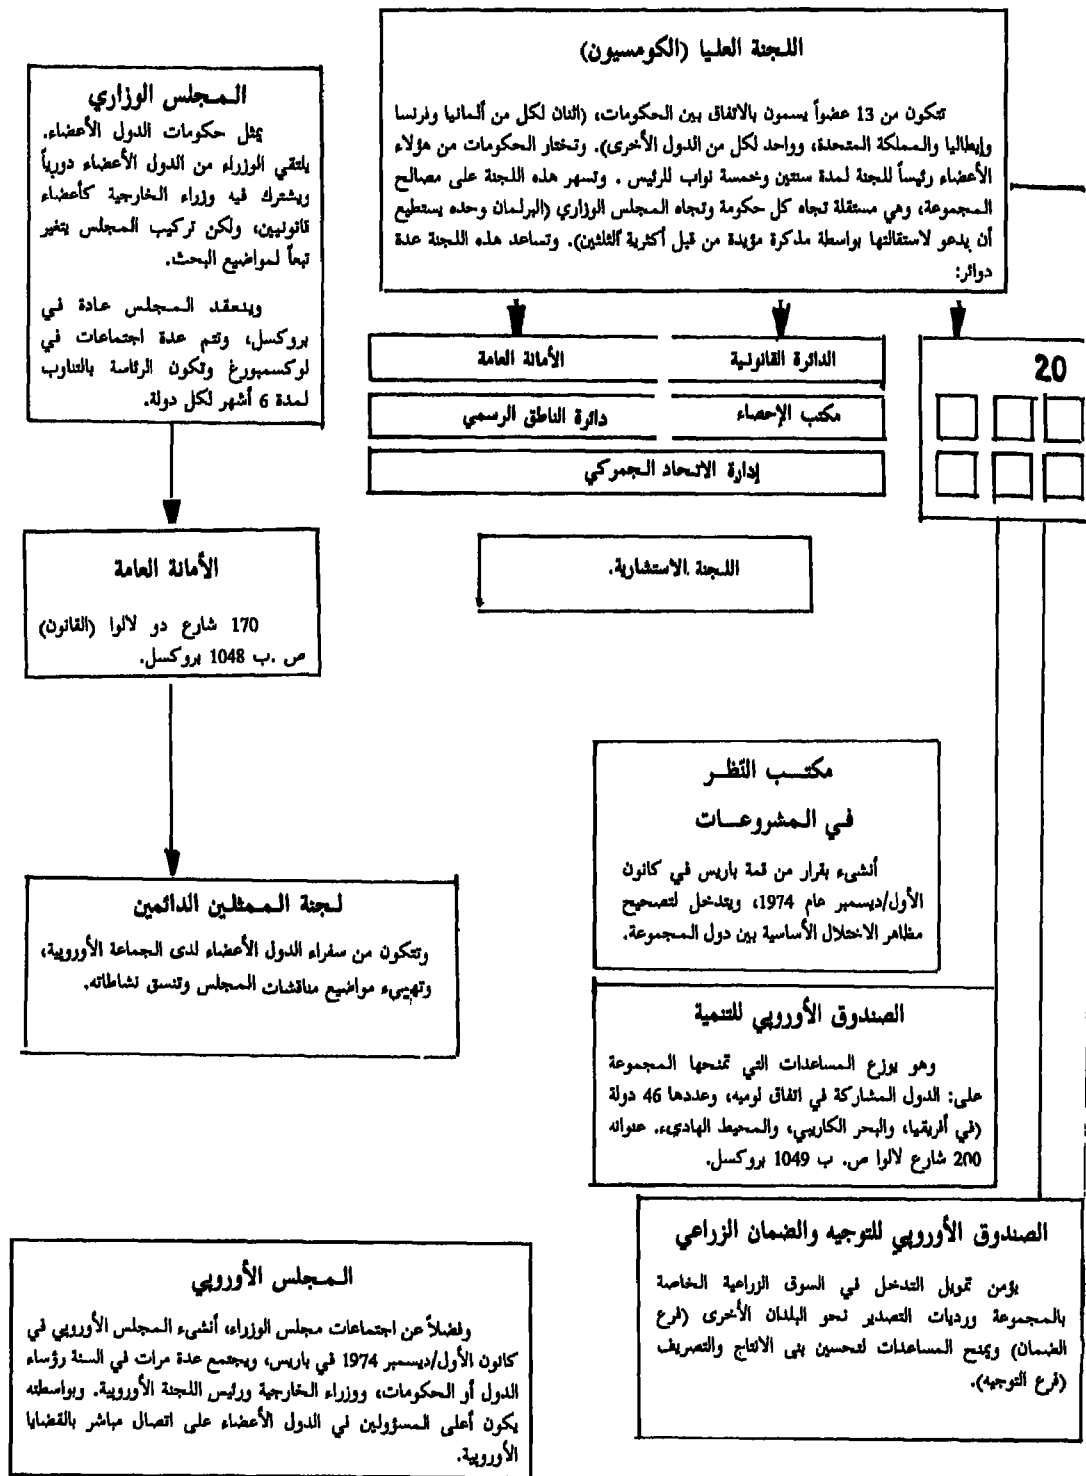 اللجنة العليا (الكومسيون)
تتكون من 13 عضواً يسمون بالاتفاق بين الحكومات، (اثنان لكل من ألمانيا وفرنسا
وإيطاليا والمملكة المتحدة، وواحد لكل من الدول الأخرى). وتختار الحكومات من هؤلاء
الأعضاء رئيساً للجنة لمدة سنتين وخمسة نواب للرئيس . وتسهر هذه اللجنة على مصالح
المجموعة، وهي مستقلة تجاه كل حكومة وتجاه المجلس الوزاري (البرلمان وحده يستطيع
أن يدعو لاستقالتها بواسطة مذكرة مؤيدة من قبل أكثرية الثلثين). وتساعد هذه اللجنة عدة
دوائر:
المجلس الوزاري
يمثل حكومات الدول الأعضاء.
يلتقي الوزراء من الدول الأعضاء دورياً
ويشترك فيه وزراء الخارجية كأعضاء
قانونيين، ولكن تركيب المجلس يتغير
تبعاً لمواضيع البحث.
وينعقد المجلس عادة في
بروكسل، وتتم عدة اجتماعات في
لوكسمبورغ وتكون الرئاسة بالتناوب
لمدة 6 أشهر لكل دولة.
20
الدائرة القانونية
الأمانة العامة
مكتب الإحصاء
دائرة الناطق الرسمي
إدارة الاتحاد الجمركي
اللجنة الاستشارية.
الأمانة العامة
170 شارع دو لالوا (القانون)
ص .ب 1048 بروكسل.
مكتب النظر
في المشروعات
أنشىء بقرار من قمة باريس في كانون
الأول/ديسمبر عام 1974، ويتدخل لتصحيح
مظاهر الاختلال الأساسية بين دول المجموعة.
لجنة الممثلين الدائمين
وتتكون من سفراء الدول الأعضاء لدى الجماعة الأوروبية،
وتهيىء مواضيع مناقشات المجلس وتنسق نشاطاته.
الصندوق الأوروبي للتنمية
وهو يوزع المساعدات التي تمنحها المجموعة
على: الدول المشاركة في اتفاق لوميه، وعددها 46 دولة
(في أفريقيا، والبحر الكاريبي، والمحيط الهادىء. عنوانه
200 شارع لالوا ص. ب 1049 بروكسل.
الصندوق الأوروبي للتوجيه والضمان الزراعي
يؤمن تمويل التدخل في السوق الزراعية الخاصة
بالمجموعة ورديات التصدير نحو البلدان الأخرى (فرع
الضمان) ويمنح المساعدات لتحسين بنى الانتاج والتصريف
(فرع التوجيه).
المجلس الأوروبي
وفضلاً عن اجتماعات مجلس الوزراء، أنشىء المجلس الأوروبي في
كانون الأول/ديسمبر 1974 في باريس، ويجتمع عدة مرات في السنة رؤساء
الدول أو الحكومات، ووزراء الخارجية ورئيس اللجنة الأوروبية. وبواسطته
يكون أعلى المسؤولين في الدول الأعضاء على اتصال مباشر بالقضايا
الأوروبية.